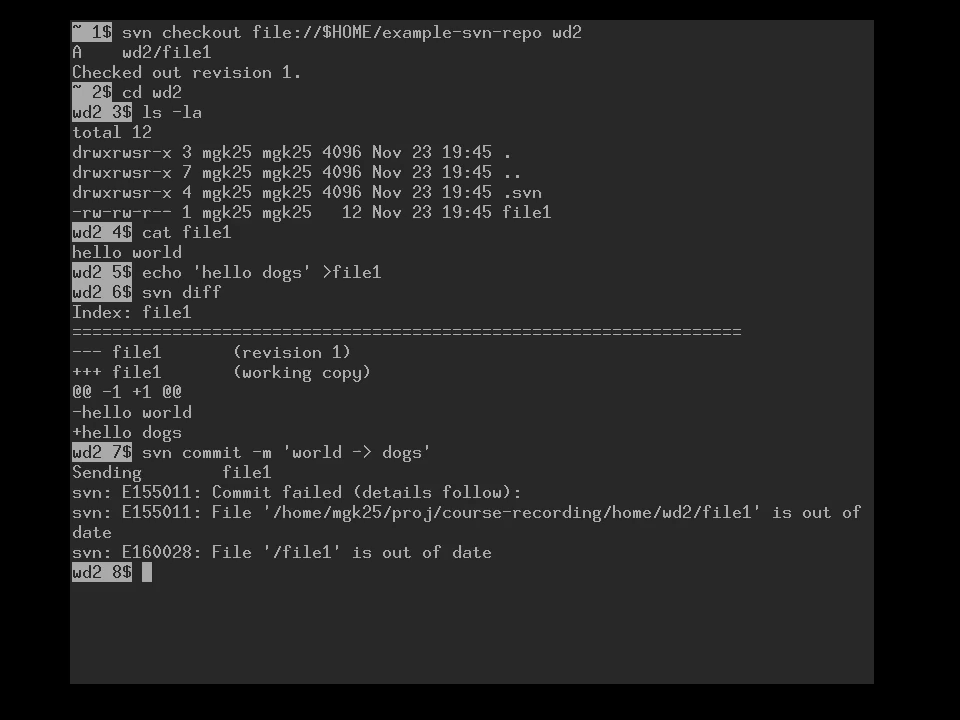 ~ 1$ svn checkout file://$HOME/example-svn-repo wd2
A    wd2/file1
Checked out revision 1.
~ 2$ cd wd2
wd2 3$ ls -la
total 12
drwxrwsr-x 3 mgk25 mgk25 4096 Nov 23 19:45 .
drwxrwsr-x 7 mgk25 mgk25 4096 Nov 23 19:45 ..
drwxrwsr-x 4 mgk25 mgk25 4096 Nov 23 19:45 .svn
-rw-rw-r-- 1 mgk25 mgk25   12 Nov 23 19:45 file1
wd2 4$ cat file1
hello world
wd2 5$ echo 'hello dogs' >file1
wd2 6$ svn diff
Index: file1
===================================================================
--- file1       (revision 1)
+++ file1       (working copy)
@@ -1 +1 @@
-hello world
+hello dogs
wd2 7$ svn commit -m 'world -> dogs'
Sending        file1
svn: E155011: Commit failed (details follow):
svn: E155011: File '/home/mgk25/proj/course-recording/home/wd2/file1' is out of
date
svn: E160028: File '/file1' is out of date
wd2 8$